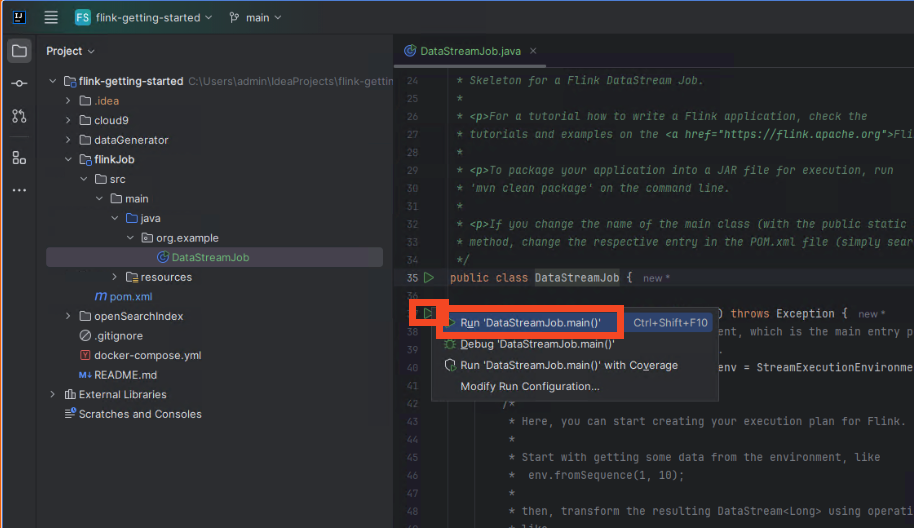 FS flink-getting-started main
Project
DataStreamJob.java
flink-getting-started C:\Users\admin\IdeaProjects\flink-getting
.idea
cloud9
dataGenerator
flinkJob
src
main
java
org.example
DataStreamJob
resources
pom.xml
openSearchIndex
.gitignore
docker-compose.yml
README.md
External Libraries
Scratches and Consoles
24 * Skeleton for a Flink DataStream Job.
25 *
26 * <p>For a tutorial how to write a Flink application, check the
27 * tutorials and examples on the <a href="https://flink.apache.org">Fli
28 *
29 * <p>To package your application into a JAR file for execution, run
30 * 'mvn clean package' on the command line.
31 *
32 * <p>If you change the name of the main class (with the public static
33 * method, change the respective entry in the POM.xml file (simply sear
34 */
35 public class DataStreamJob { new *
36
) throws Exception { new *
Run 'DataStreamJob.main()' Ctrl+Shift+F10
Debug 'DataStreamJob.main()'
Run 'DataStreamJob.main()' with Coverage
Modify Run Configuration...
38 ent, which is the main entry p
39 .
40 env = StreamExecutionEnvironme
41
42 /*
43 * Here, you can start creating your execution plan for Flink.
44 *
45 * Start with getting some data from the environment, like
46 * env.fromSequence(1, 10);
47 *
48 * then, transform the resulting DataStream<Long> using operati
49 * like